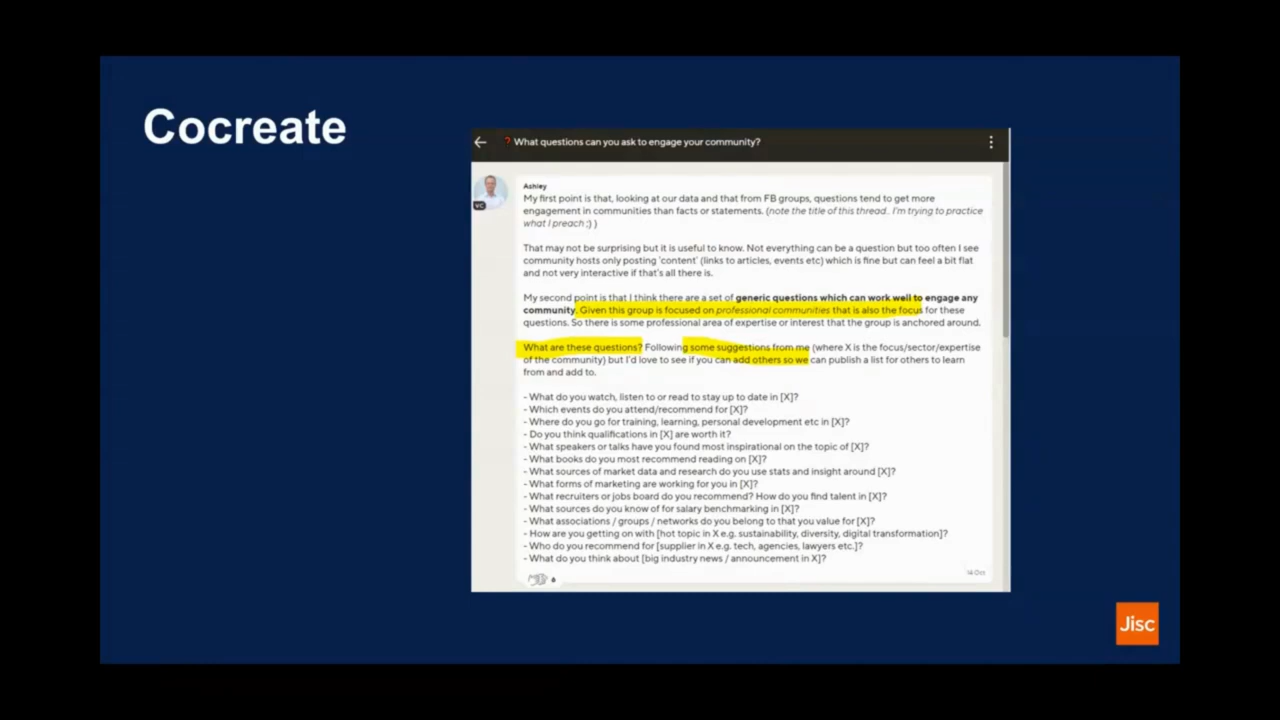 Cocreate
? What questions can you ask to engage your community?
Ashley
VC
My first point is that, looking at our data and that from FB groups, questions tend to get more
engagement in communities than facts or statements. (note the title of this thread.. I'm trying to practice
what I preach ;) )
That may not be surprising but it is useful to know. Not everything can be a question but too often I see
community hosts only posting 'content' (links to articles, events etc) which is fine but can feel a bit flat
and not very interactive if that's all there is.
My second point is that I think there are a set of generic questions which can work well to engage any
community. Given this group is focused on professional communities that is also the focus for these
questions. So there is some professional area of expertise or interest that the group is anchored around.
What are these questions? Following some suggestions from me (where X is the focus/sector/expertise
of the community) but I'd love to see if you can add others so we can publish a list for others to learn
from and add to.
- What do you watch, listen to or read to stay up to date in [X]?
- Which events do you attend/recommend for [X]?
- Where do you go for training, learning, personal development etc in [X]?
- Do you think qualifications in [X] are worth it?
- What speakers or talks have you found most inspirational on the topic of [X]?
- What books do you most recommend reading on [X]?
- What sources of market data and research do you use stats and insight around [X]?
- What forms of marketing are working for you in [X]?
- What recruiters or jobs board do you recommend? How do you find talent in [X]?
- What sources do you know of for salary benchmarking in [X]?
- What associations / groups / networks do you belong to that you value for [X]?
- How are you getting on with [hot topic in X e.g. sustainability, diversity, digital transformation]?
- Who do you recommend for [supplier in X e.g. tech, agencies, lawyers etc.]?
- What do you think about [big industry news / announcement in X]?
14 Oct
Jisc